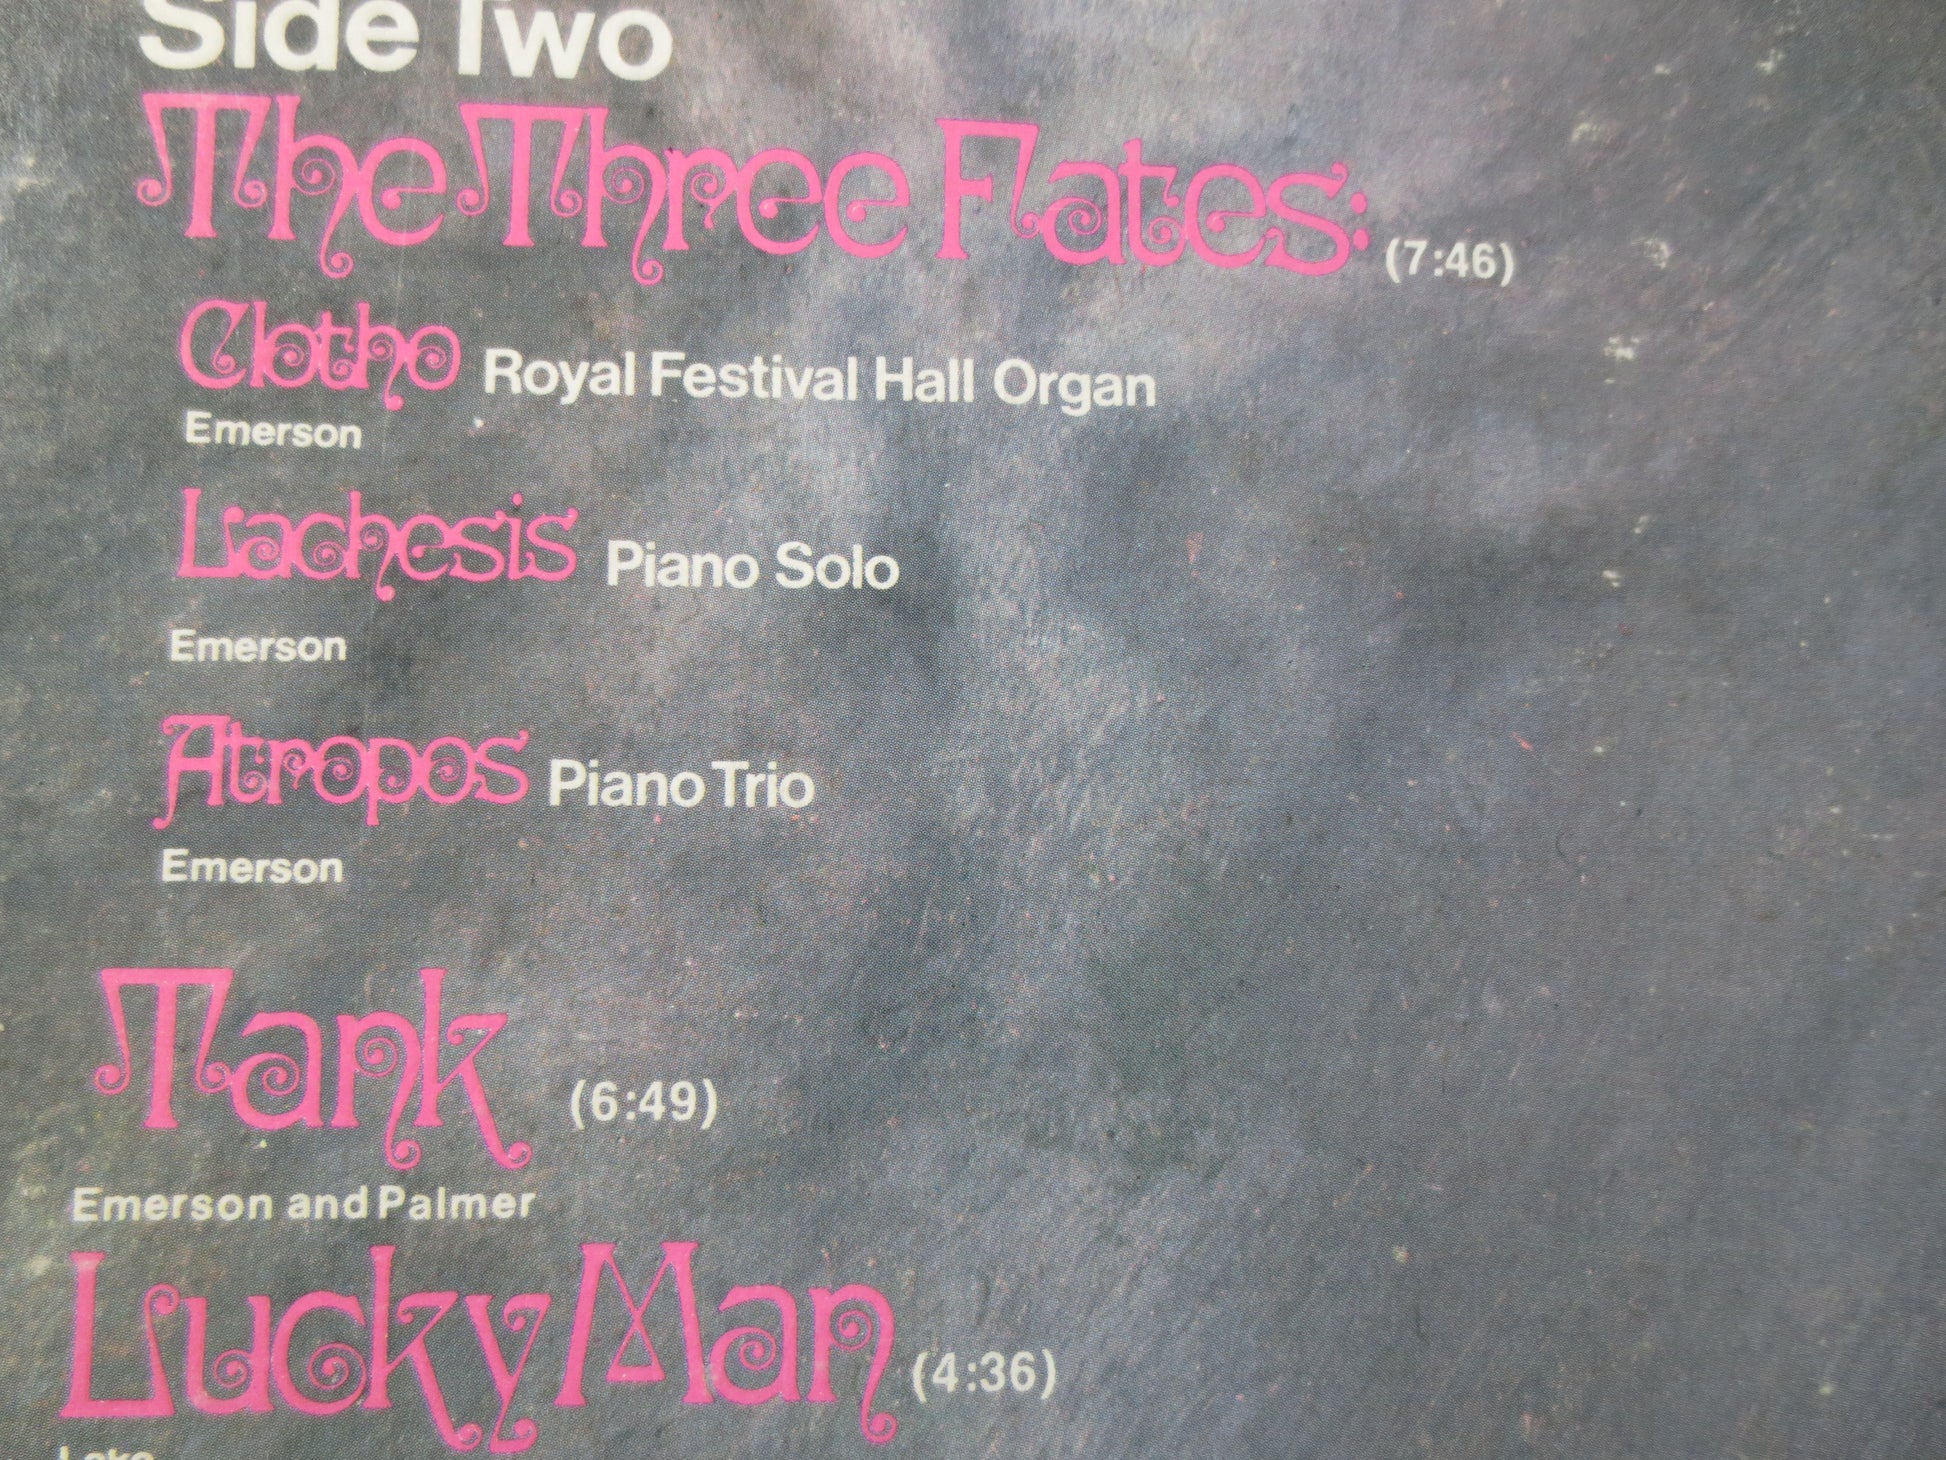 Side Two
The Three Fates: (7:46)
Clotho Royal Festival Hall Organ
Emerson
Lachesis Piano Solo
Emerson
Atropos Piano Trio
Emerson
Tank (6:49)
Emerson and Palmer
Lucky Man (4:36)
Lake